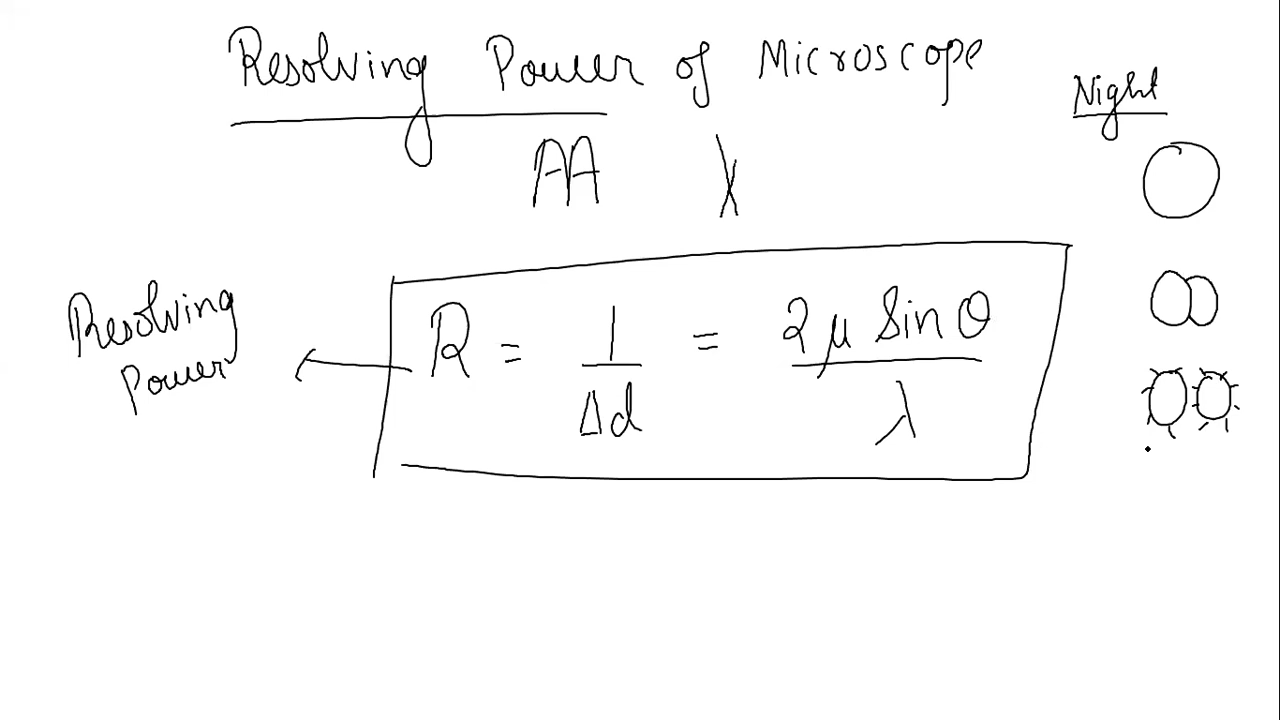 Resolving Power of Microscope
Night
AA
Resolving
Power
R = 1/Δd = 2μ Sin θ/λ